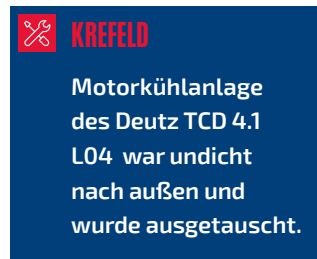 KREFELD
Motorkühlanlage
des Deutz TCD 4.1
L04 war undicht
nach außen und
wurde ausgetauscht.